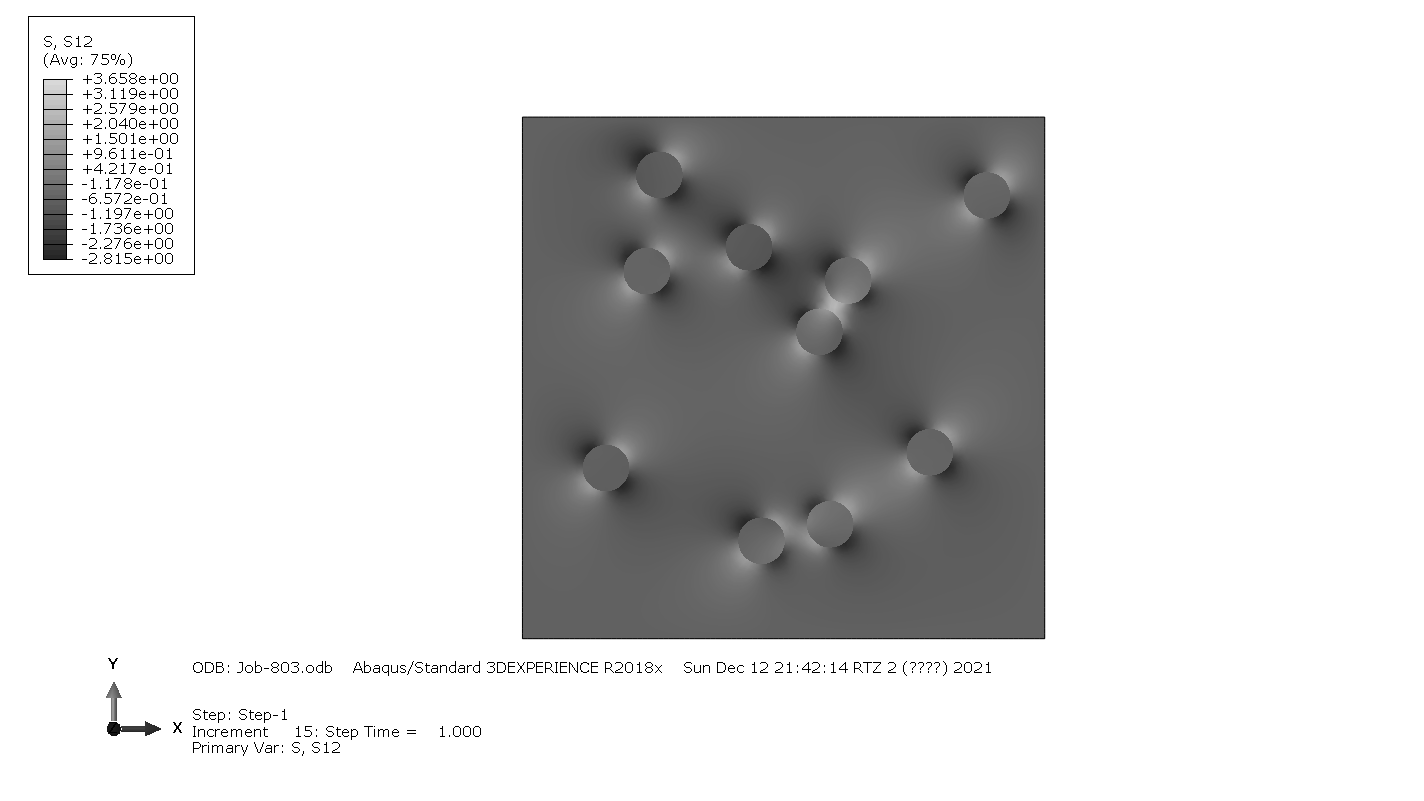 S, S12
(Avg: 75%)
+3.658e+00
+3.119e+00
+2.579e+00
+2.040e+00
+1.501e+00
+9.611e-01
+4.217e-01
-1.178e-01
-6.572e-01
-1.197e+00
-1.736e+00
-2.276e+00
-2.815e+00
Y
X
ODB: Job-803.odb    Abaqus/Standard 3DEXPERIENCE R2018x    Sun Dec 12 21:42:14 RTZ 2 (????) 2021
Step: Step-1
Increment    15: Step Time =    1.000
Primary Var: S, S12